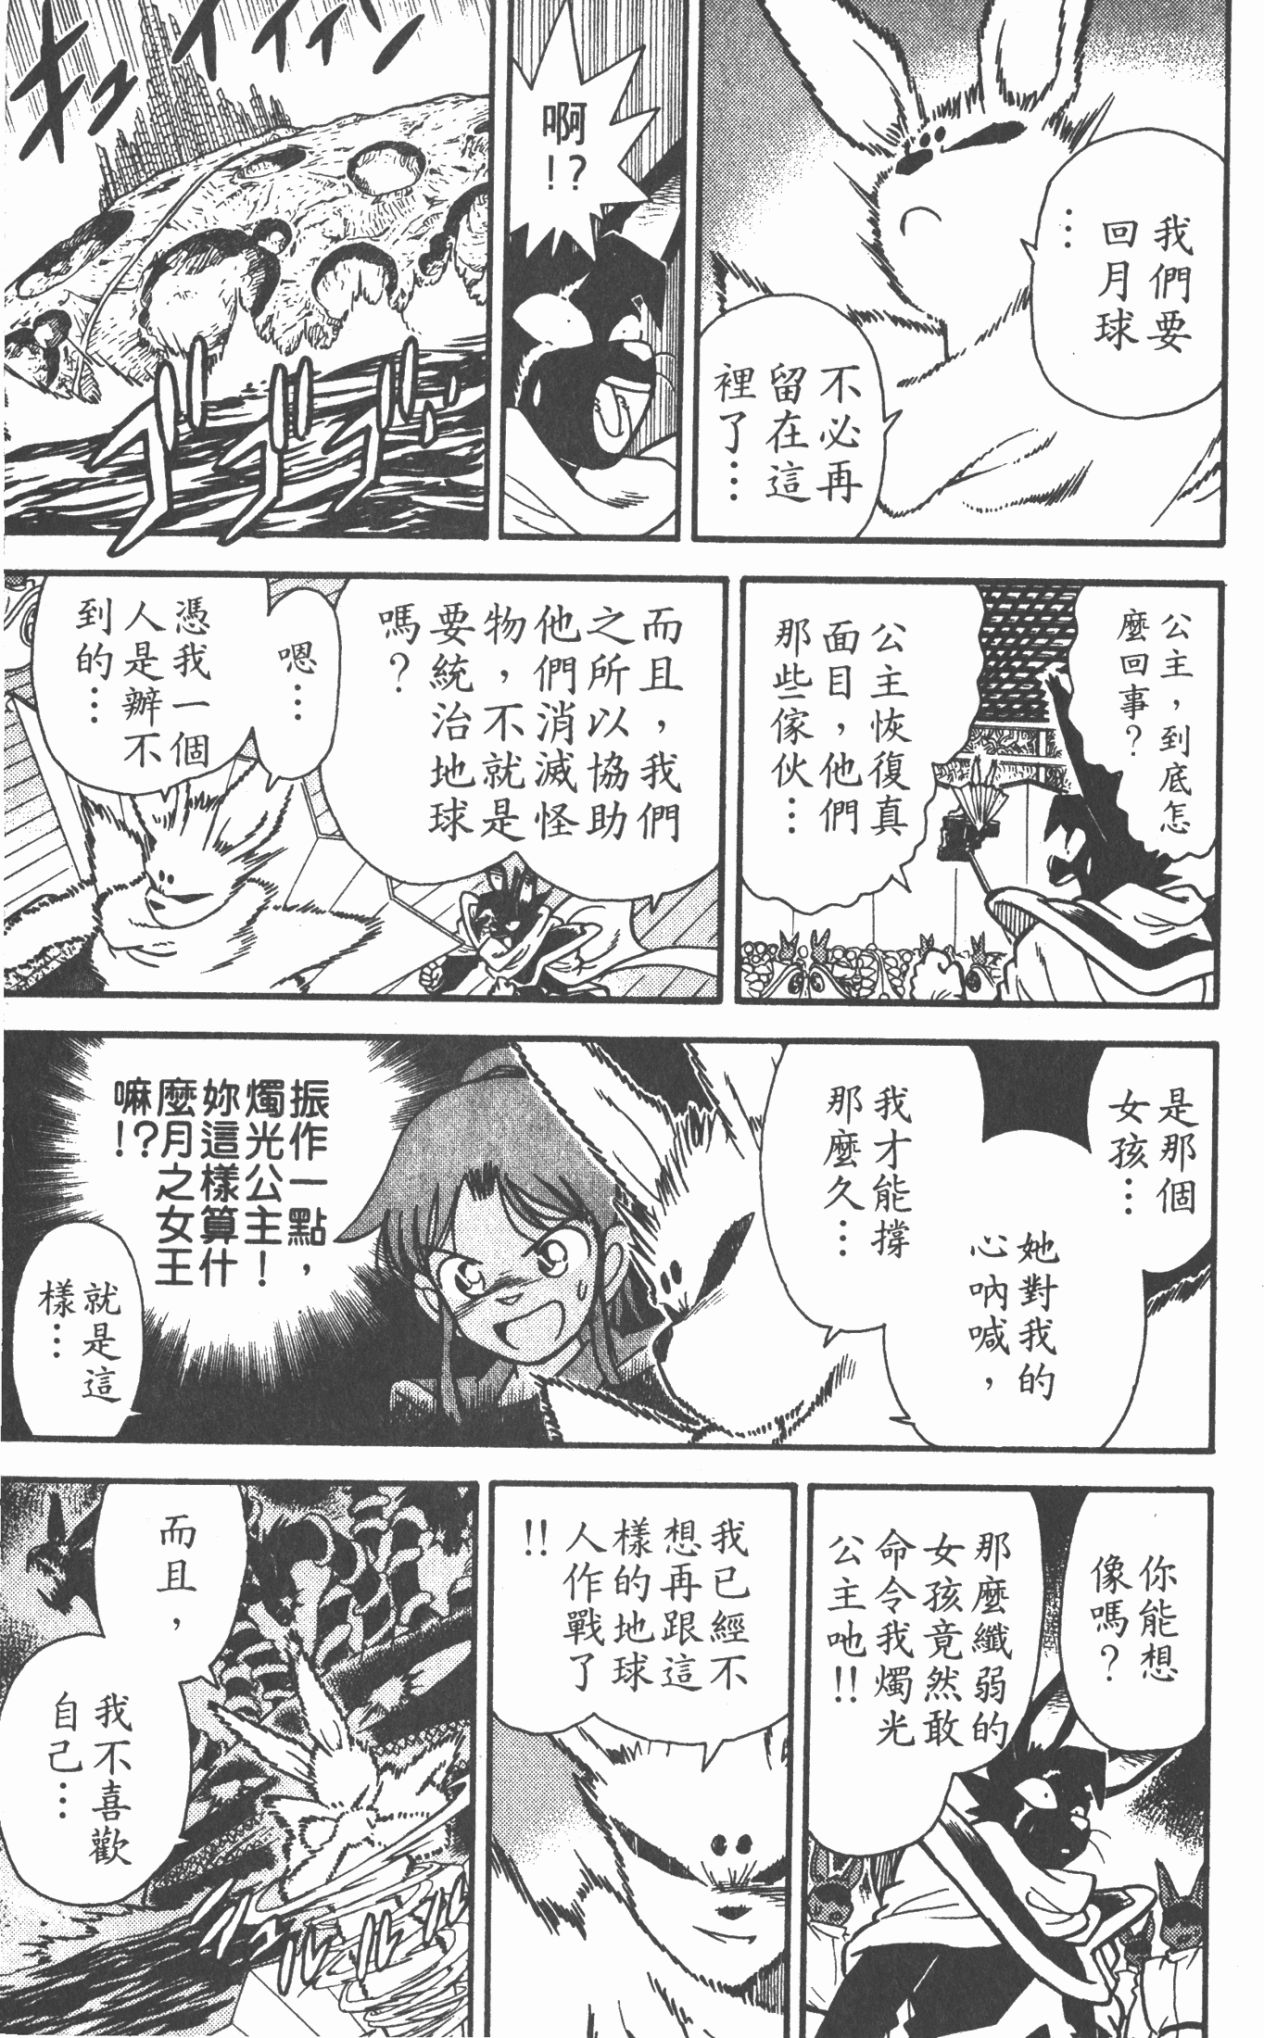 我們要
回月球
…
不必再
留在這
裡了…
啊
!?
キュイイィン
ズズズ
公主，到底怎
麼回事？
公主恢復真
面目，他們
那些傢伙…
而且，我們
之所以協助
他們消滅怪
物，不就是
要統治地球
嗎？
嗯…
憑我一個
人是辦不
到的…
是那個
女孩…
她對我的
心吶喊，
我才能撐
那麼久…
振作一點，
燭光公主！
妳這樣算什
麼月之女王
嘛!?
就是這
樣…
你能想
像嗎？
那麼纖弱的
女孩竟然敢
命令我燭光
公主吔!!
我已經不
想再跟這
樣的地球
人作戰了
!!
而且，
我不喜歡
自己…